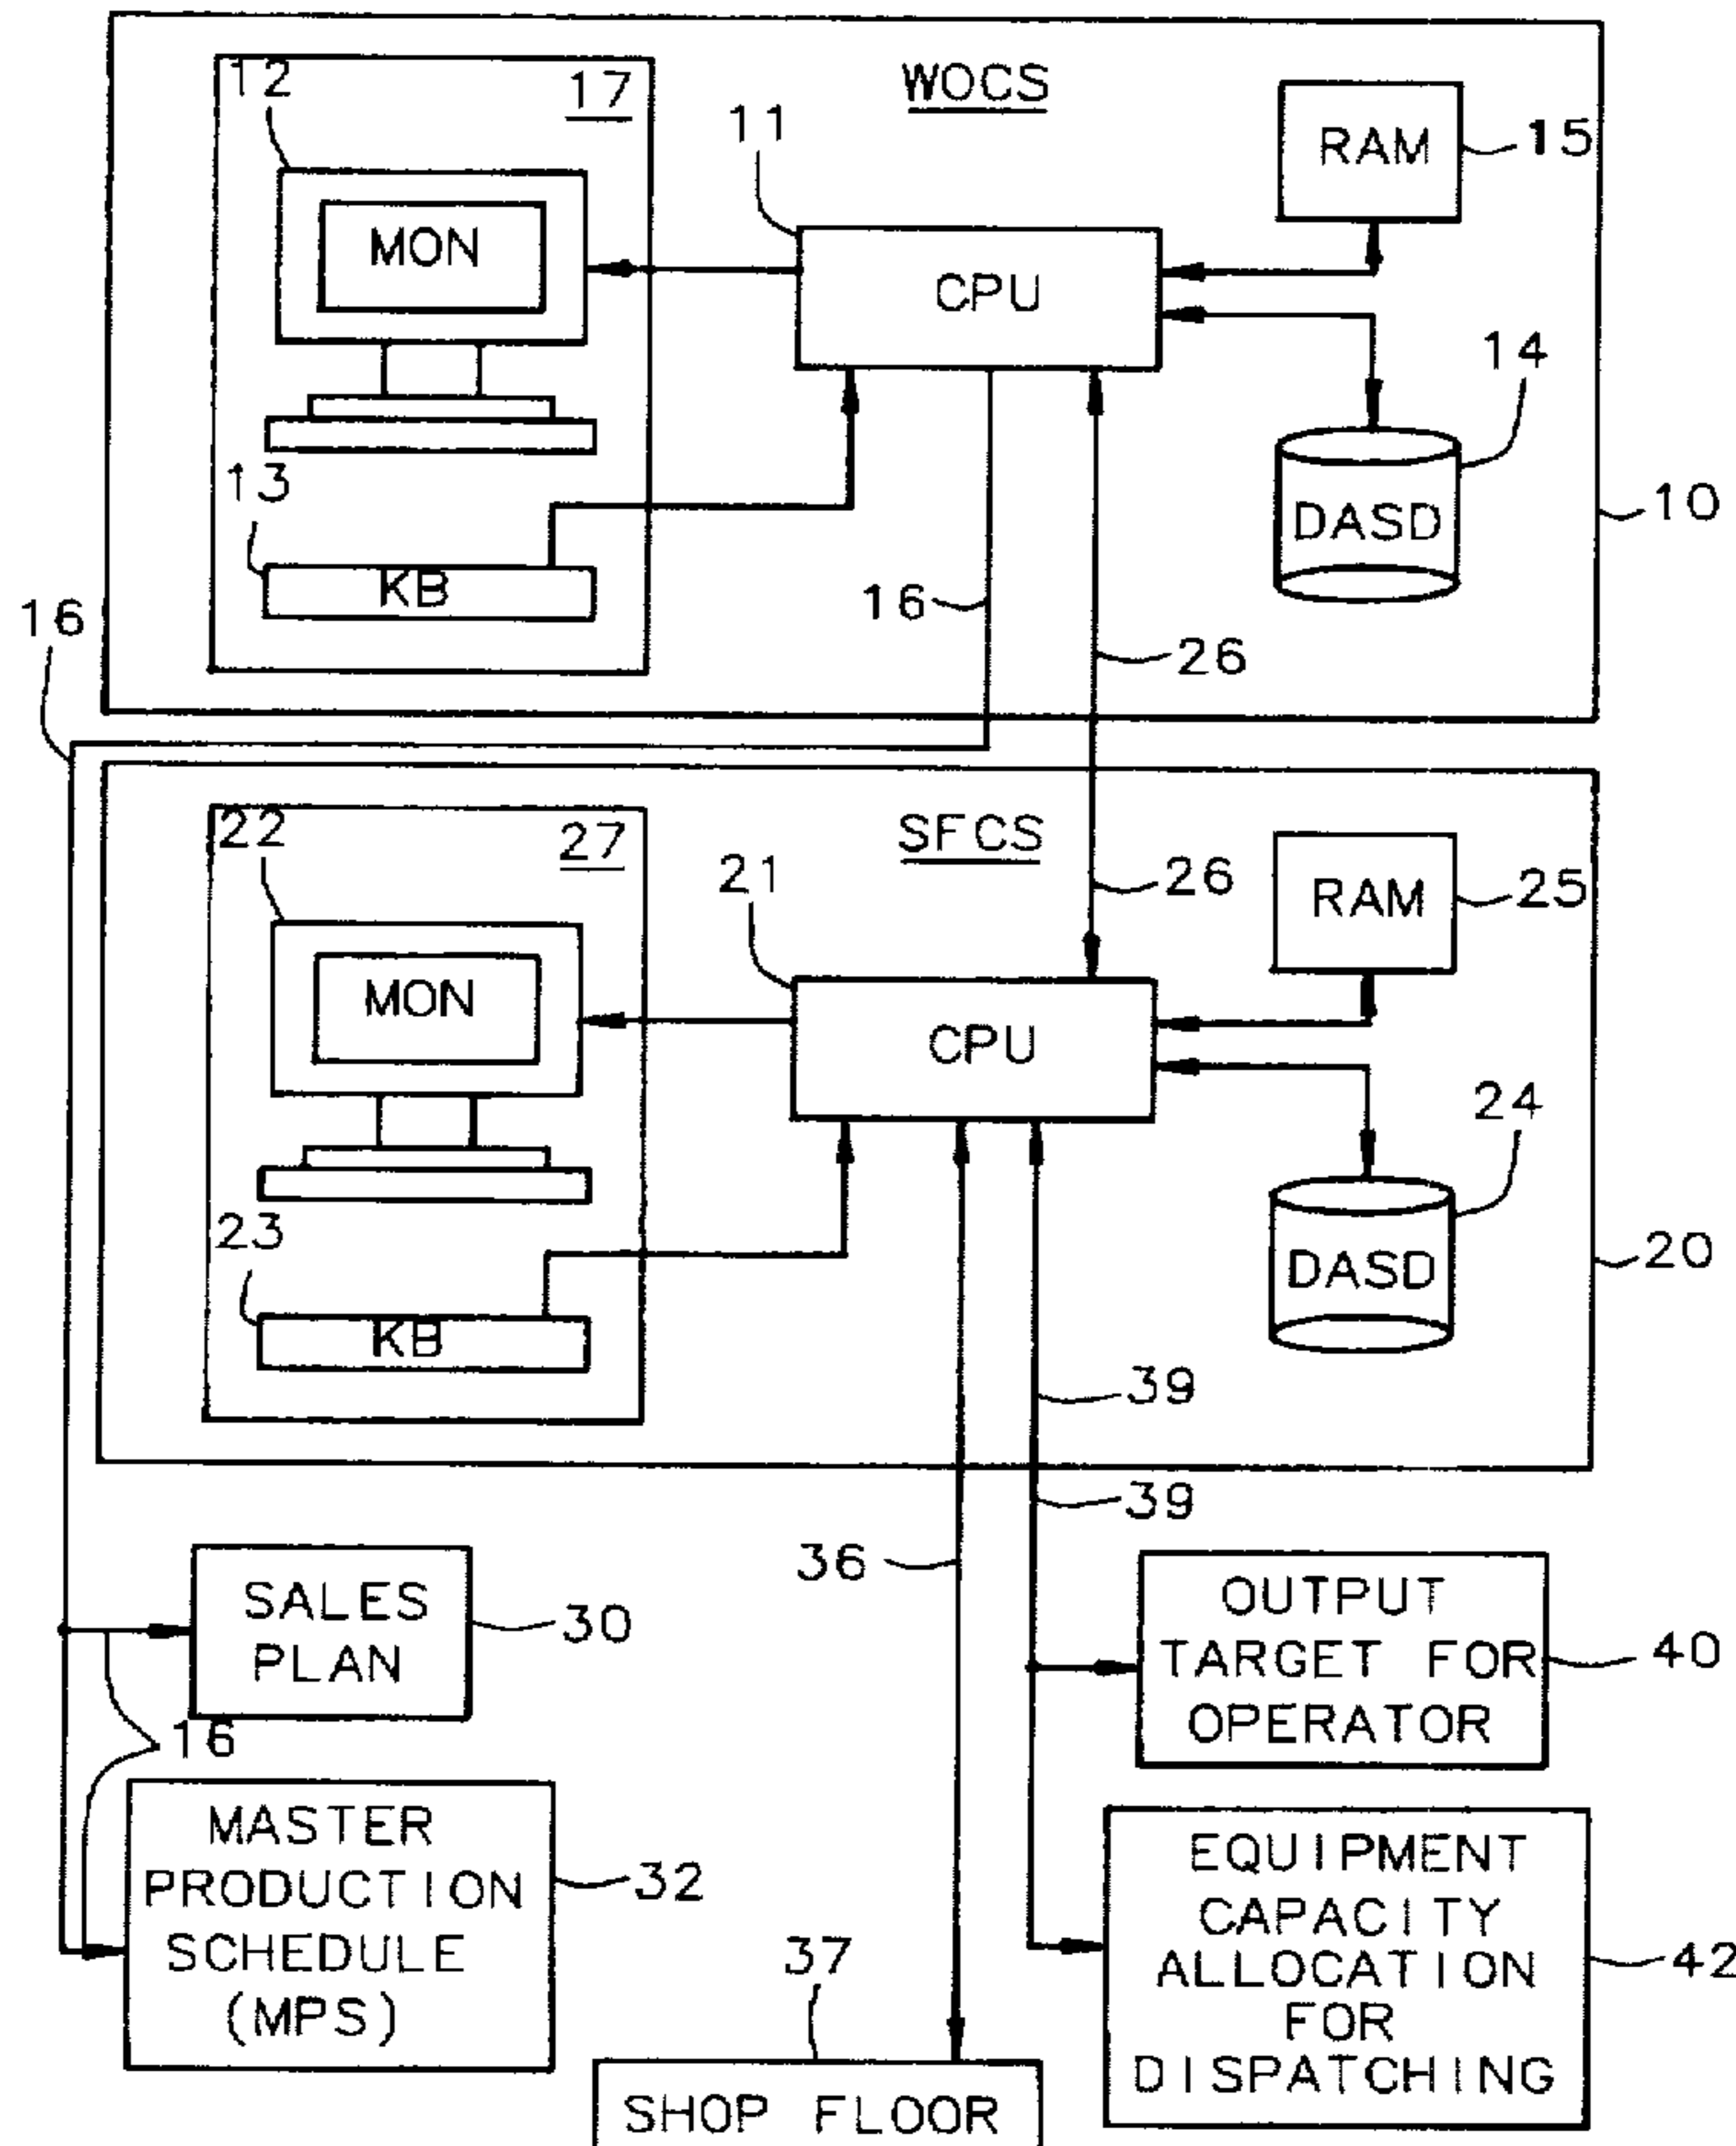 12
17
WOCS
11
RAM
15
MON
CPU
14
13
DASD
10
KB
16
16
26
22
27
SFCS
21
26
RAM
25
MON
CPU
24
23
DASD
20
KB
39
39
36
SALES
PLAN
30
OUTPUT
TARGET FOR
OPERATOR
40
16
MASTER
PRODUCTION
SCHEDULE
(MPS)
32
EQUIPMENT
CAPACITY
ALLOCATION
FOR
DISPATCHING
42
37
SHOP FLOOR